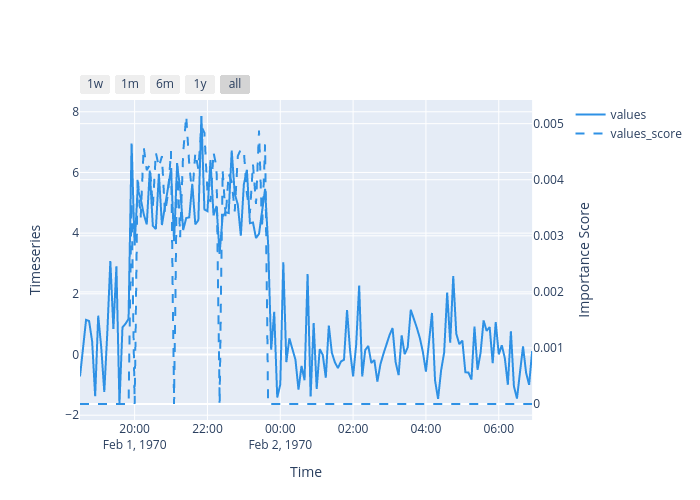 1w 1m 6m 1y all
values
values_score
Timeseries
8
6
4
2
0
−2
0.005
0.004
0.003
0.002
0.001
0
Importance Score
20:00 22:00 00:00 02:00 04:00 06:00
Feb 1, 1970 Feb 2, 1970
Time